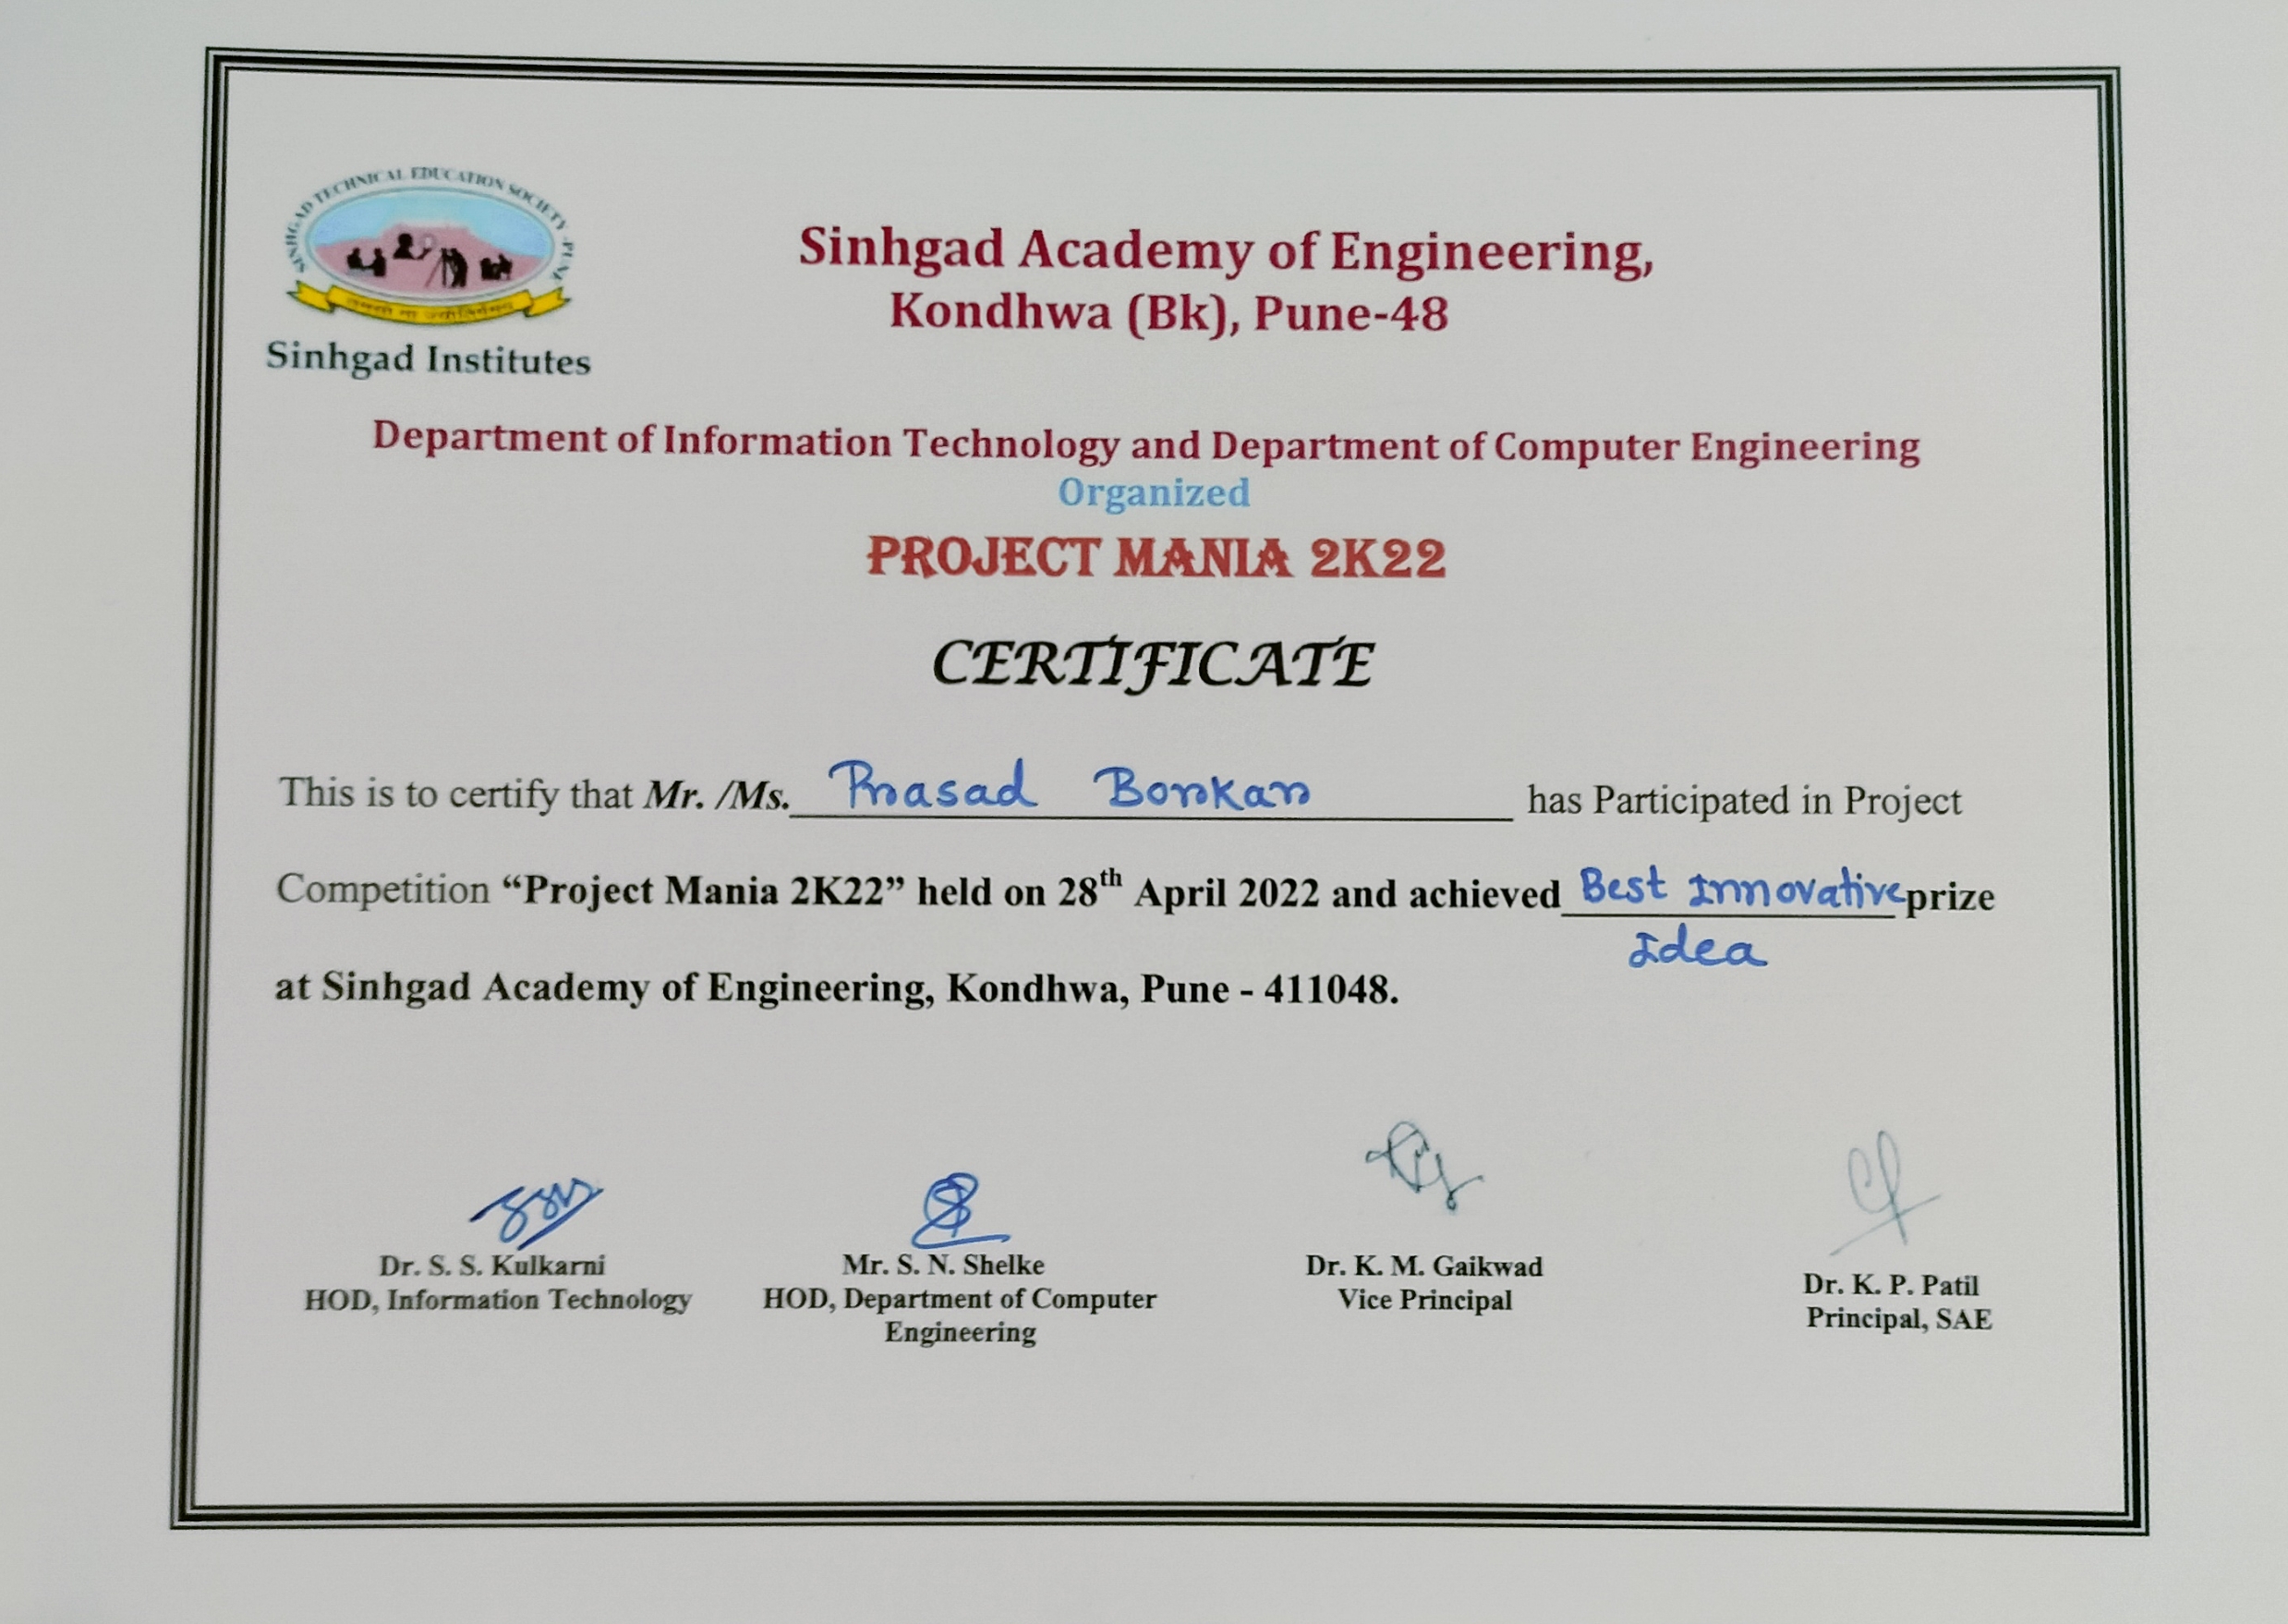 SINHGAD TECHNICAL EDUCATION SOCIETY - PUNE
Sinhgad Institutes
Sinhgad Academy of Engineering,
Kondhwa (Bk), Pune-48
Department of Information Technology and Department of Computer Engineering
Organized
PROJECT MANIA 2K22
CERTIFICATE
This is to certify that Mr. /Ms. Prasad Borkar has Participated in Project
Competition “Project Mania 2K22” held on 28th April 2022 and achieved Best Innovative prize
Idea
at Sinhgad Academy of Engineering, Kondhwa, Pune - 411048.
Dr. S. S. Kulkarni
HOD, Information Technology
Mr. S. N. Shelke
HOD, Department of Computer
Engineering
Dr. K. M. Gaikwad
Vice Principal
Dr. K. P. Patil
Principal, SAE